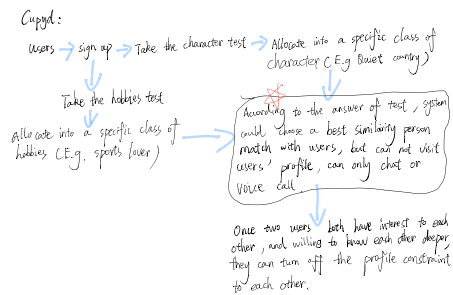 Cupyd:
users → sign up → Take the character test → Allocate into a specific class of
character (E.g Quiet country)
Take the hobbies test
Allocate into a specific class of
hobbies (E.g. sports lover)
According to the answer of test, system
could choose a best similarity person
match with users, but can not visit
users' profile, can only chat or
voice call.
Once two users both have interest to each
other, and willing to know each other deeper,
they can turn off the profile constraint
to each other.